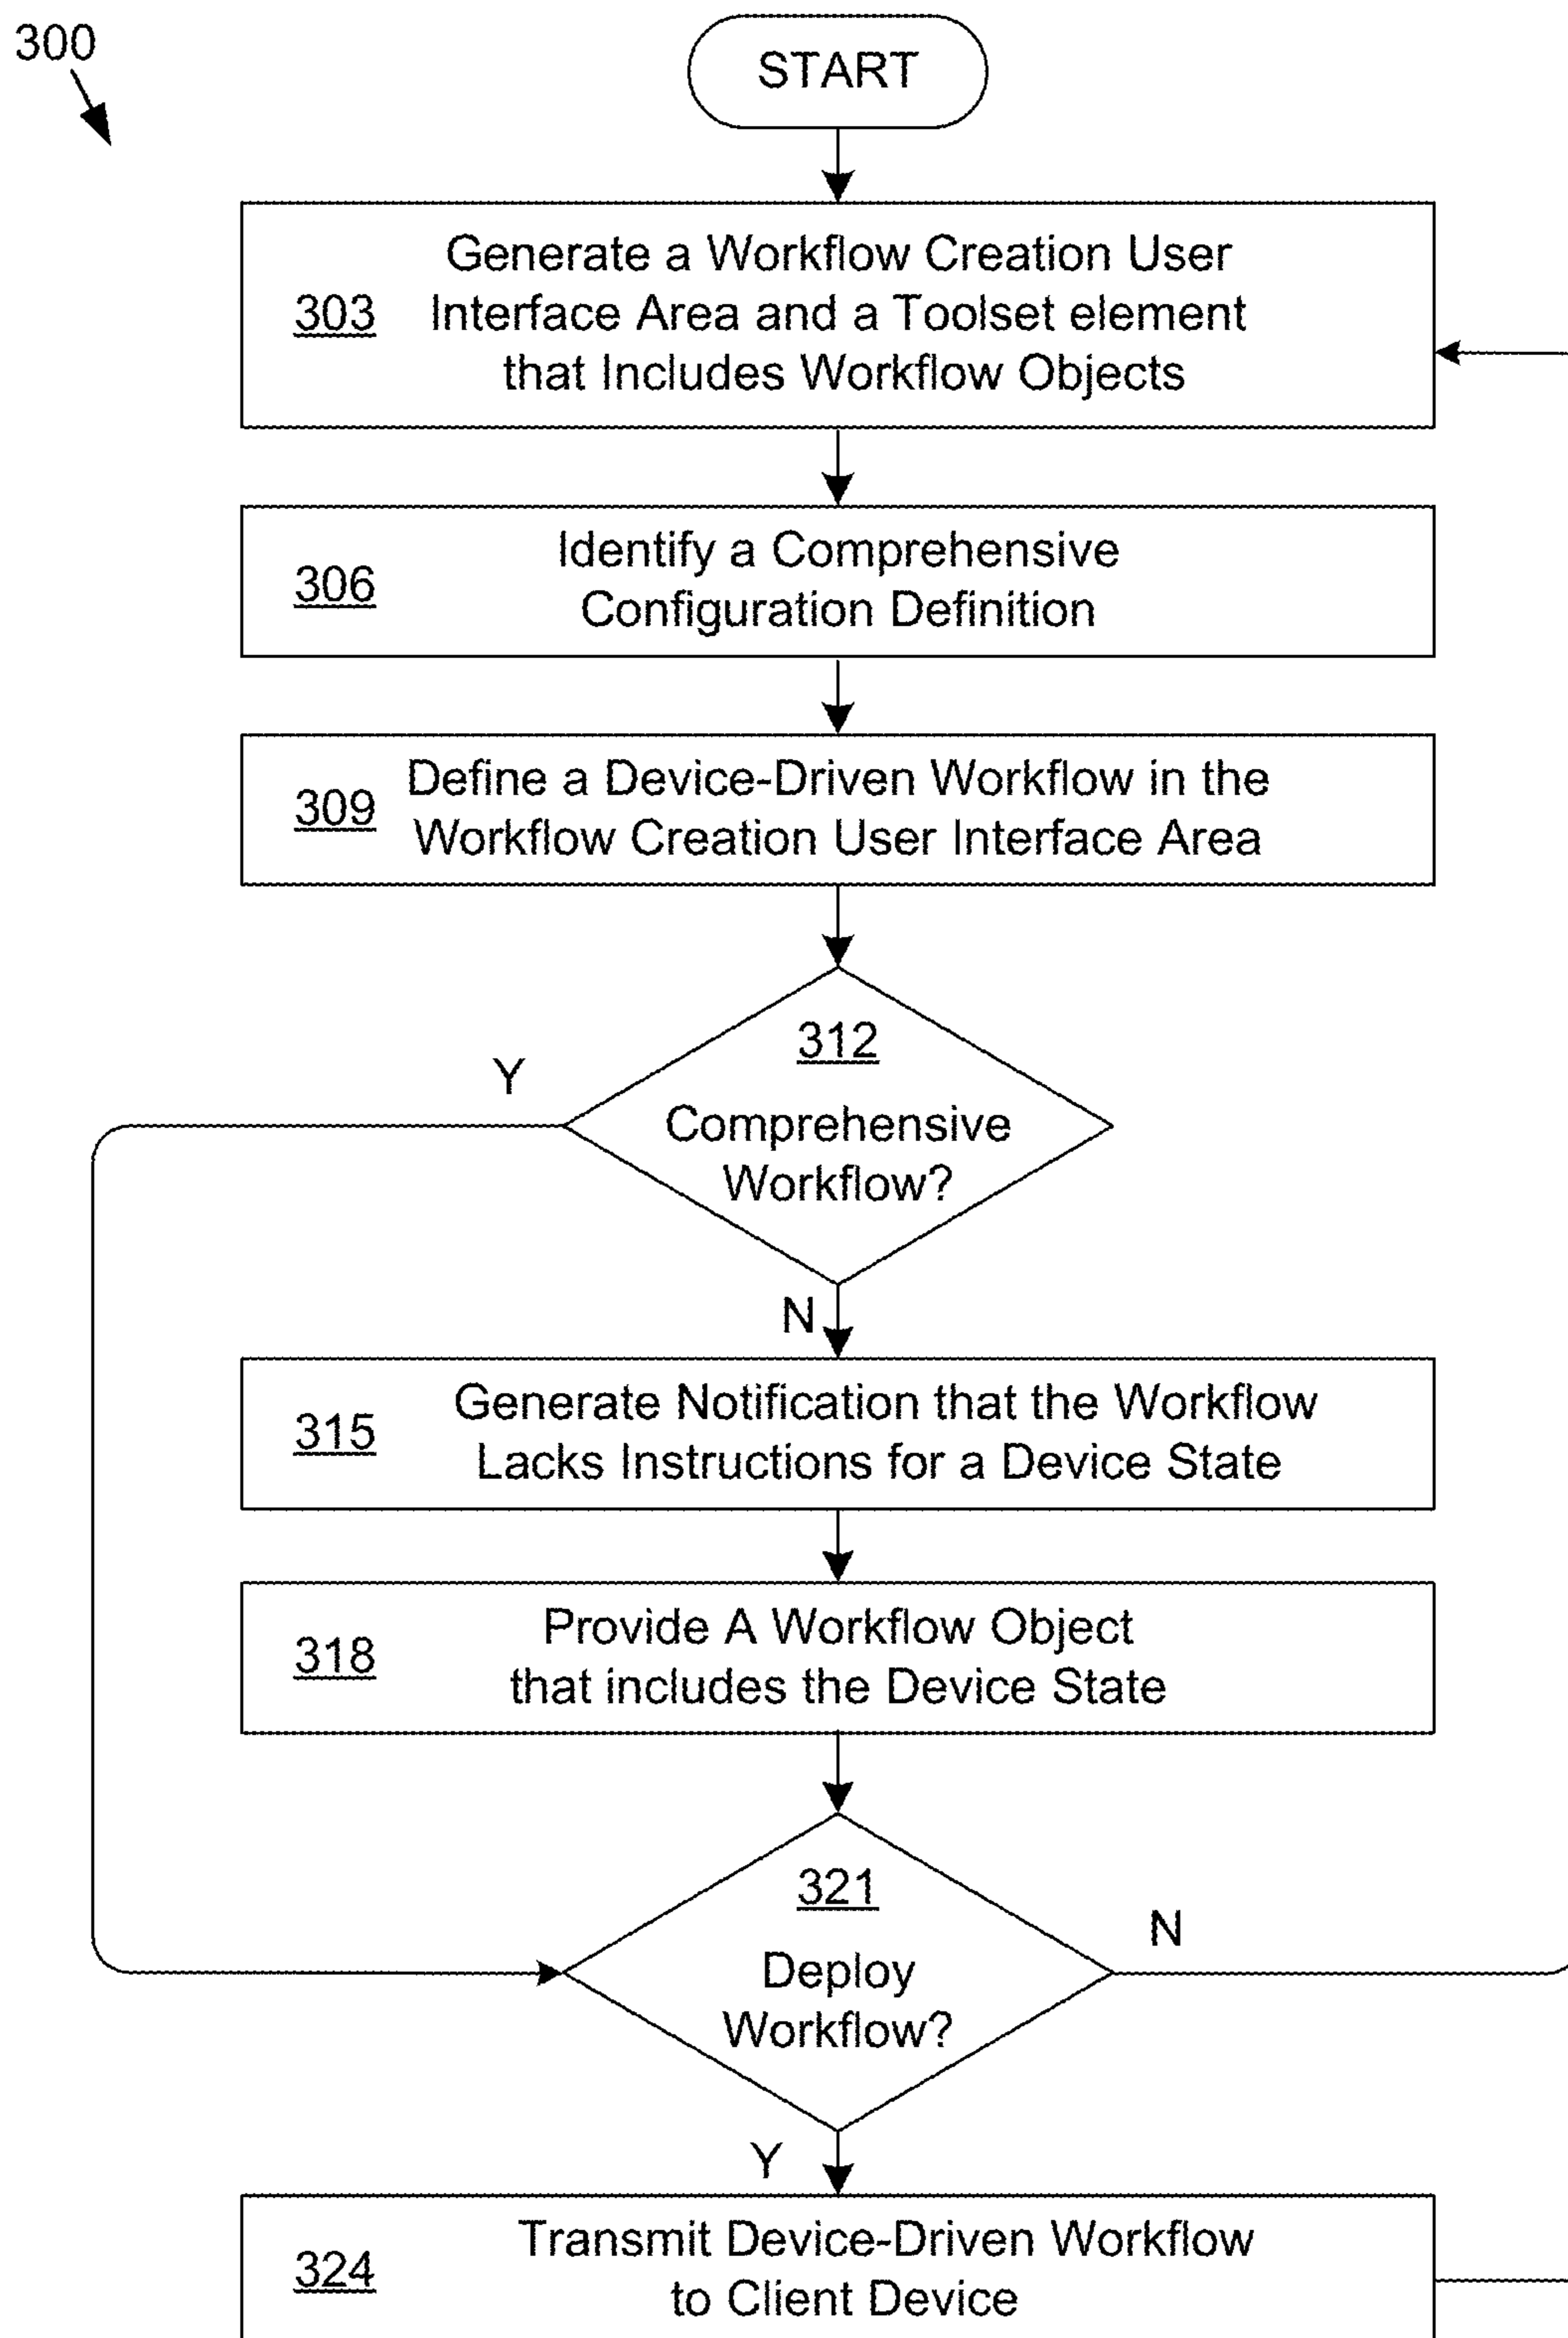 300
START
Generate a Workflow Creation User
303 Interface Area and a Toolset element
that Includes Workflow Objects
Identify a Comprehensive
306
Configuration Definition
Define a Device-Driven Workflow in the
309
Workflow Creation User Interface Area
312
Y
Comprehensive
Workflow?
N
Generate Notification that the Workflow
315
Lacks Instructions for a Device State
Provide A Workflow Object
318
that includes the Device State
321
N
Deploy
Workflow?
Y
Transmit Device-Driven Workflow
324
to Client Device